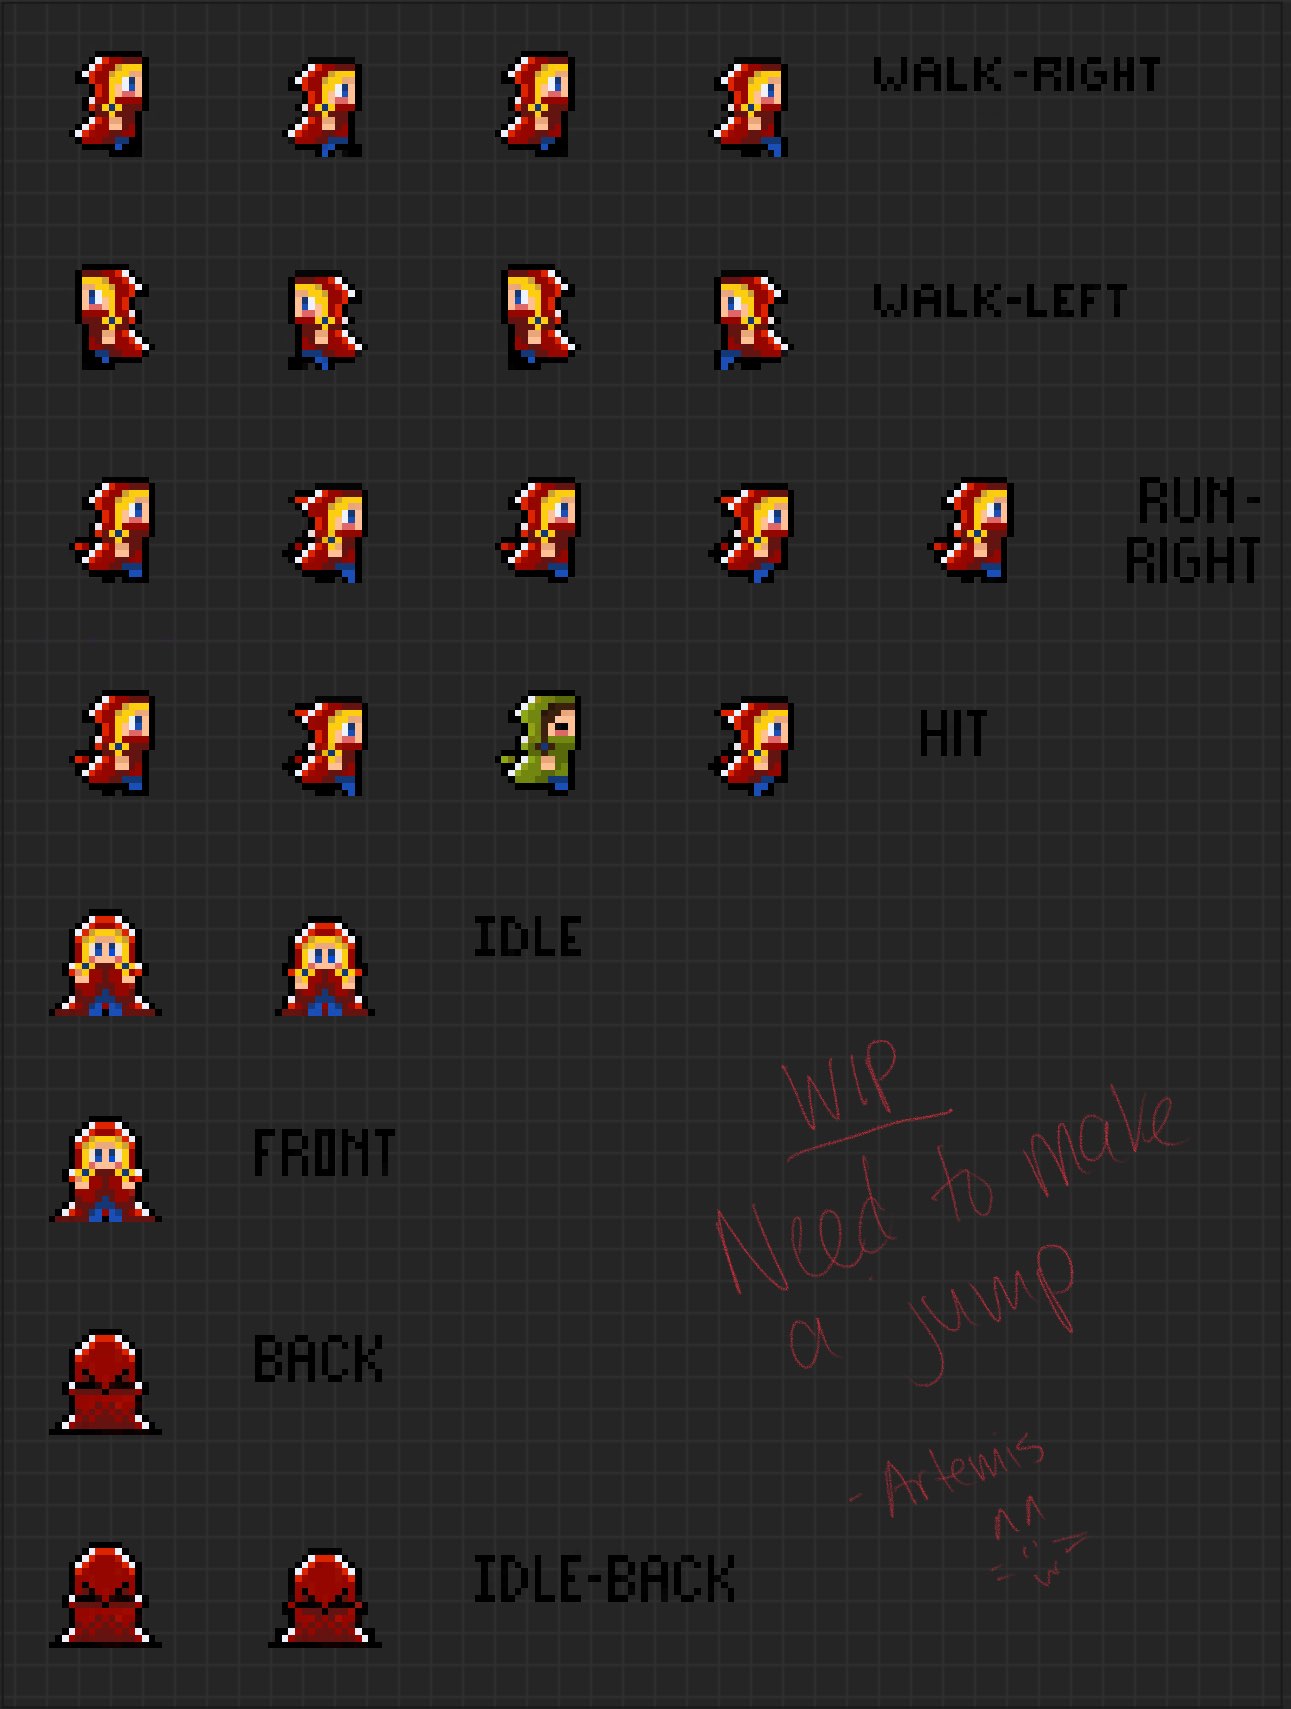 WALK-RIGHT
WALK-LEFT
RUN-
RIGHT
HIT
IDLE
WIP
Need to make
a jump
FRONT
BACK
- Artemis
IDLE-BACK